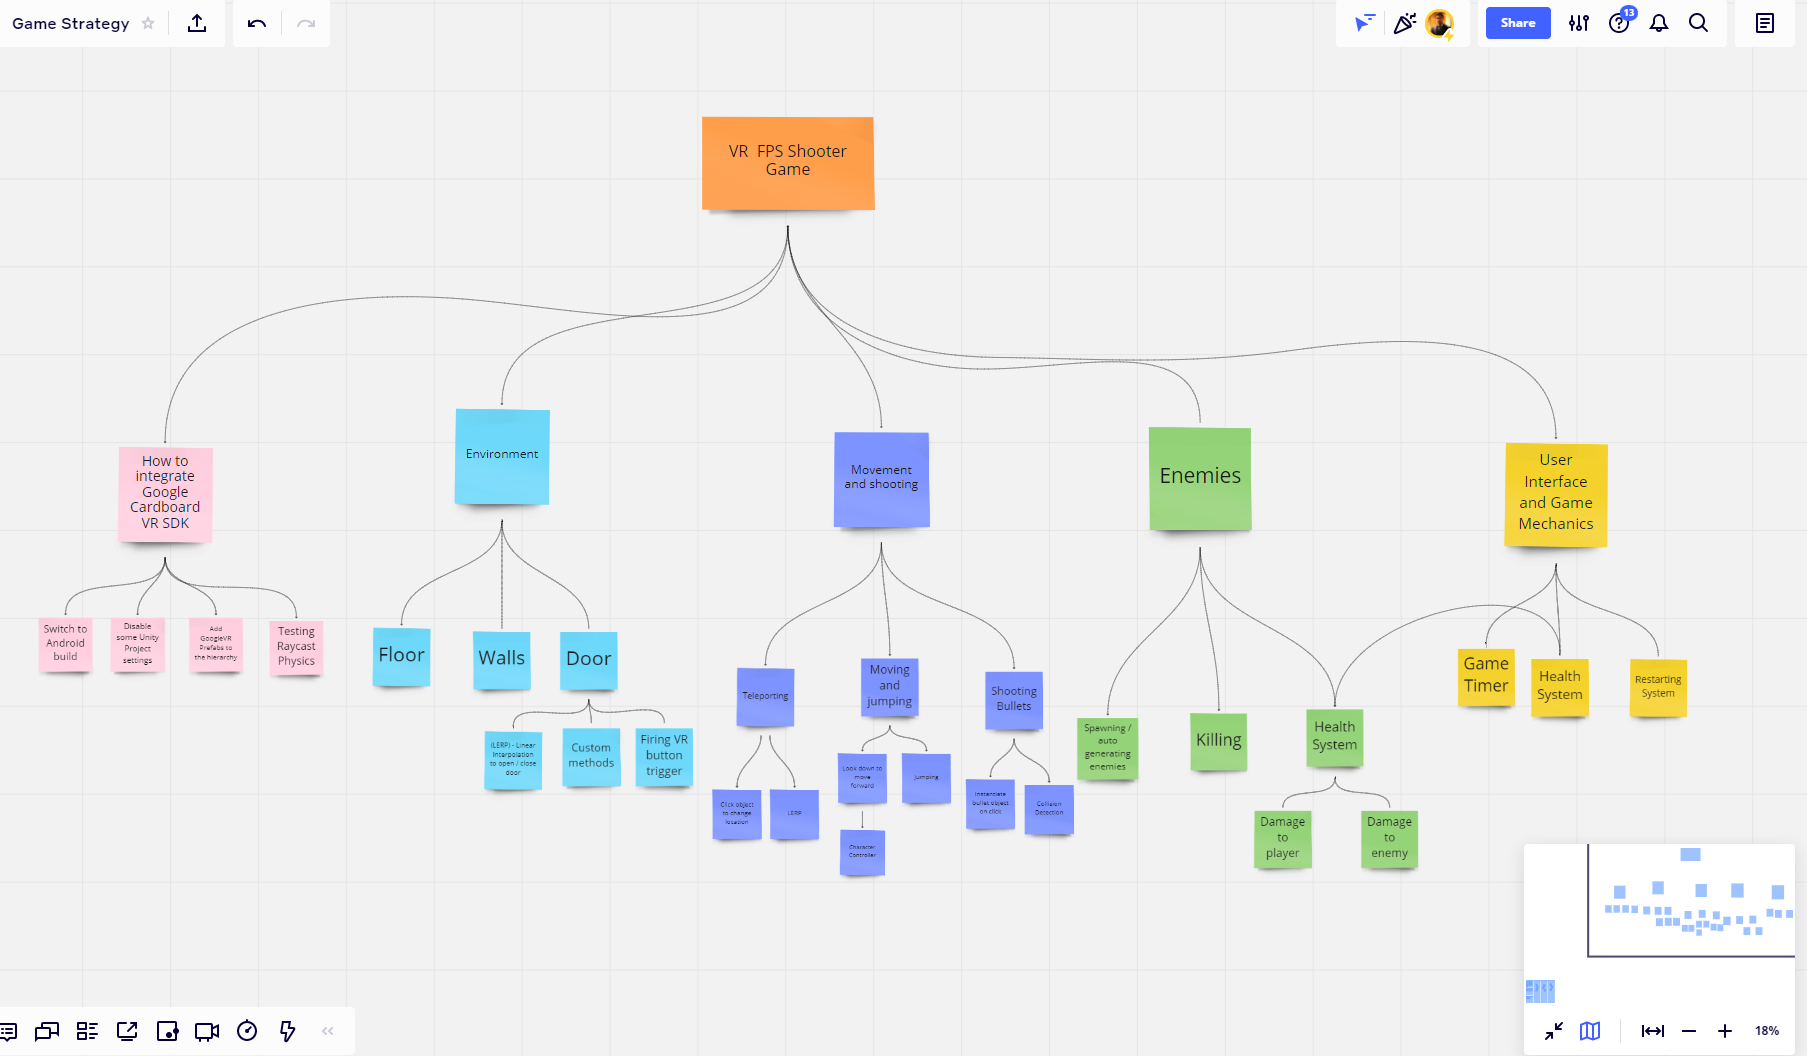 Game Strategy
13
Share
VR FPS Shooter
Game
How to
integrate
Google
Cardboard
VR SDK
Environment
Movement
and shooting
Enemies
User
Interface
and Game
Mechanics
Switch to
Android
build
Disable
some Unity
Project
settings
Add
GoogleVR
Prefabs to
the hierarchy
Testing
Raycast
Physics
Floor
Walls
Door
(LERP) - Linear
Interpolation
to open / close
door
Custom
methods
Firing VR
button
trigger
Teleporting
Moving
and
jumping
Shooting
Bullets
Click object
to change
location
LERP
Look down to
move
forward
Jumping
Character
Controller
Instantiate
bullet object
on click
Collision
Detection
Spawning /
auto
generating
enemies
Killing
Health
System
Damage
to
player
Damage
to
enemy
Game
Timer
Health
System
Restarting
System
18%